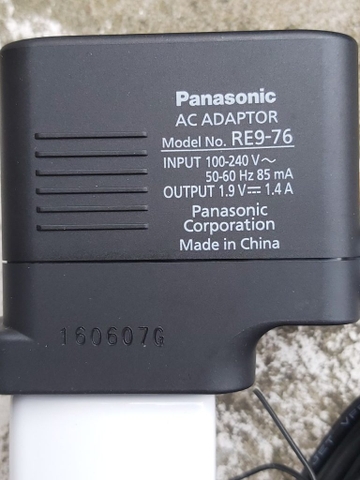 Panasonic
AC ADAPTOR
Model No. RE9-76
INPUT 100-240 V～
50-60 Hz 85 mA
OUTPUT 1.9 V⎓ 1.4 A
Panasonic
Corporation
Made in China
160607G